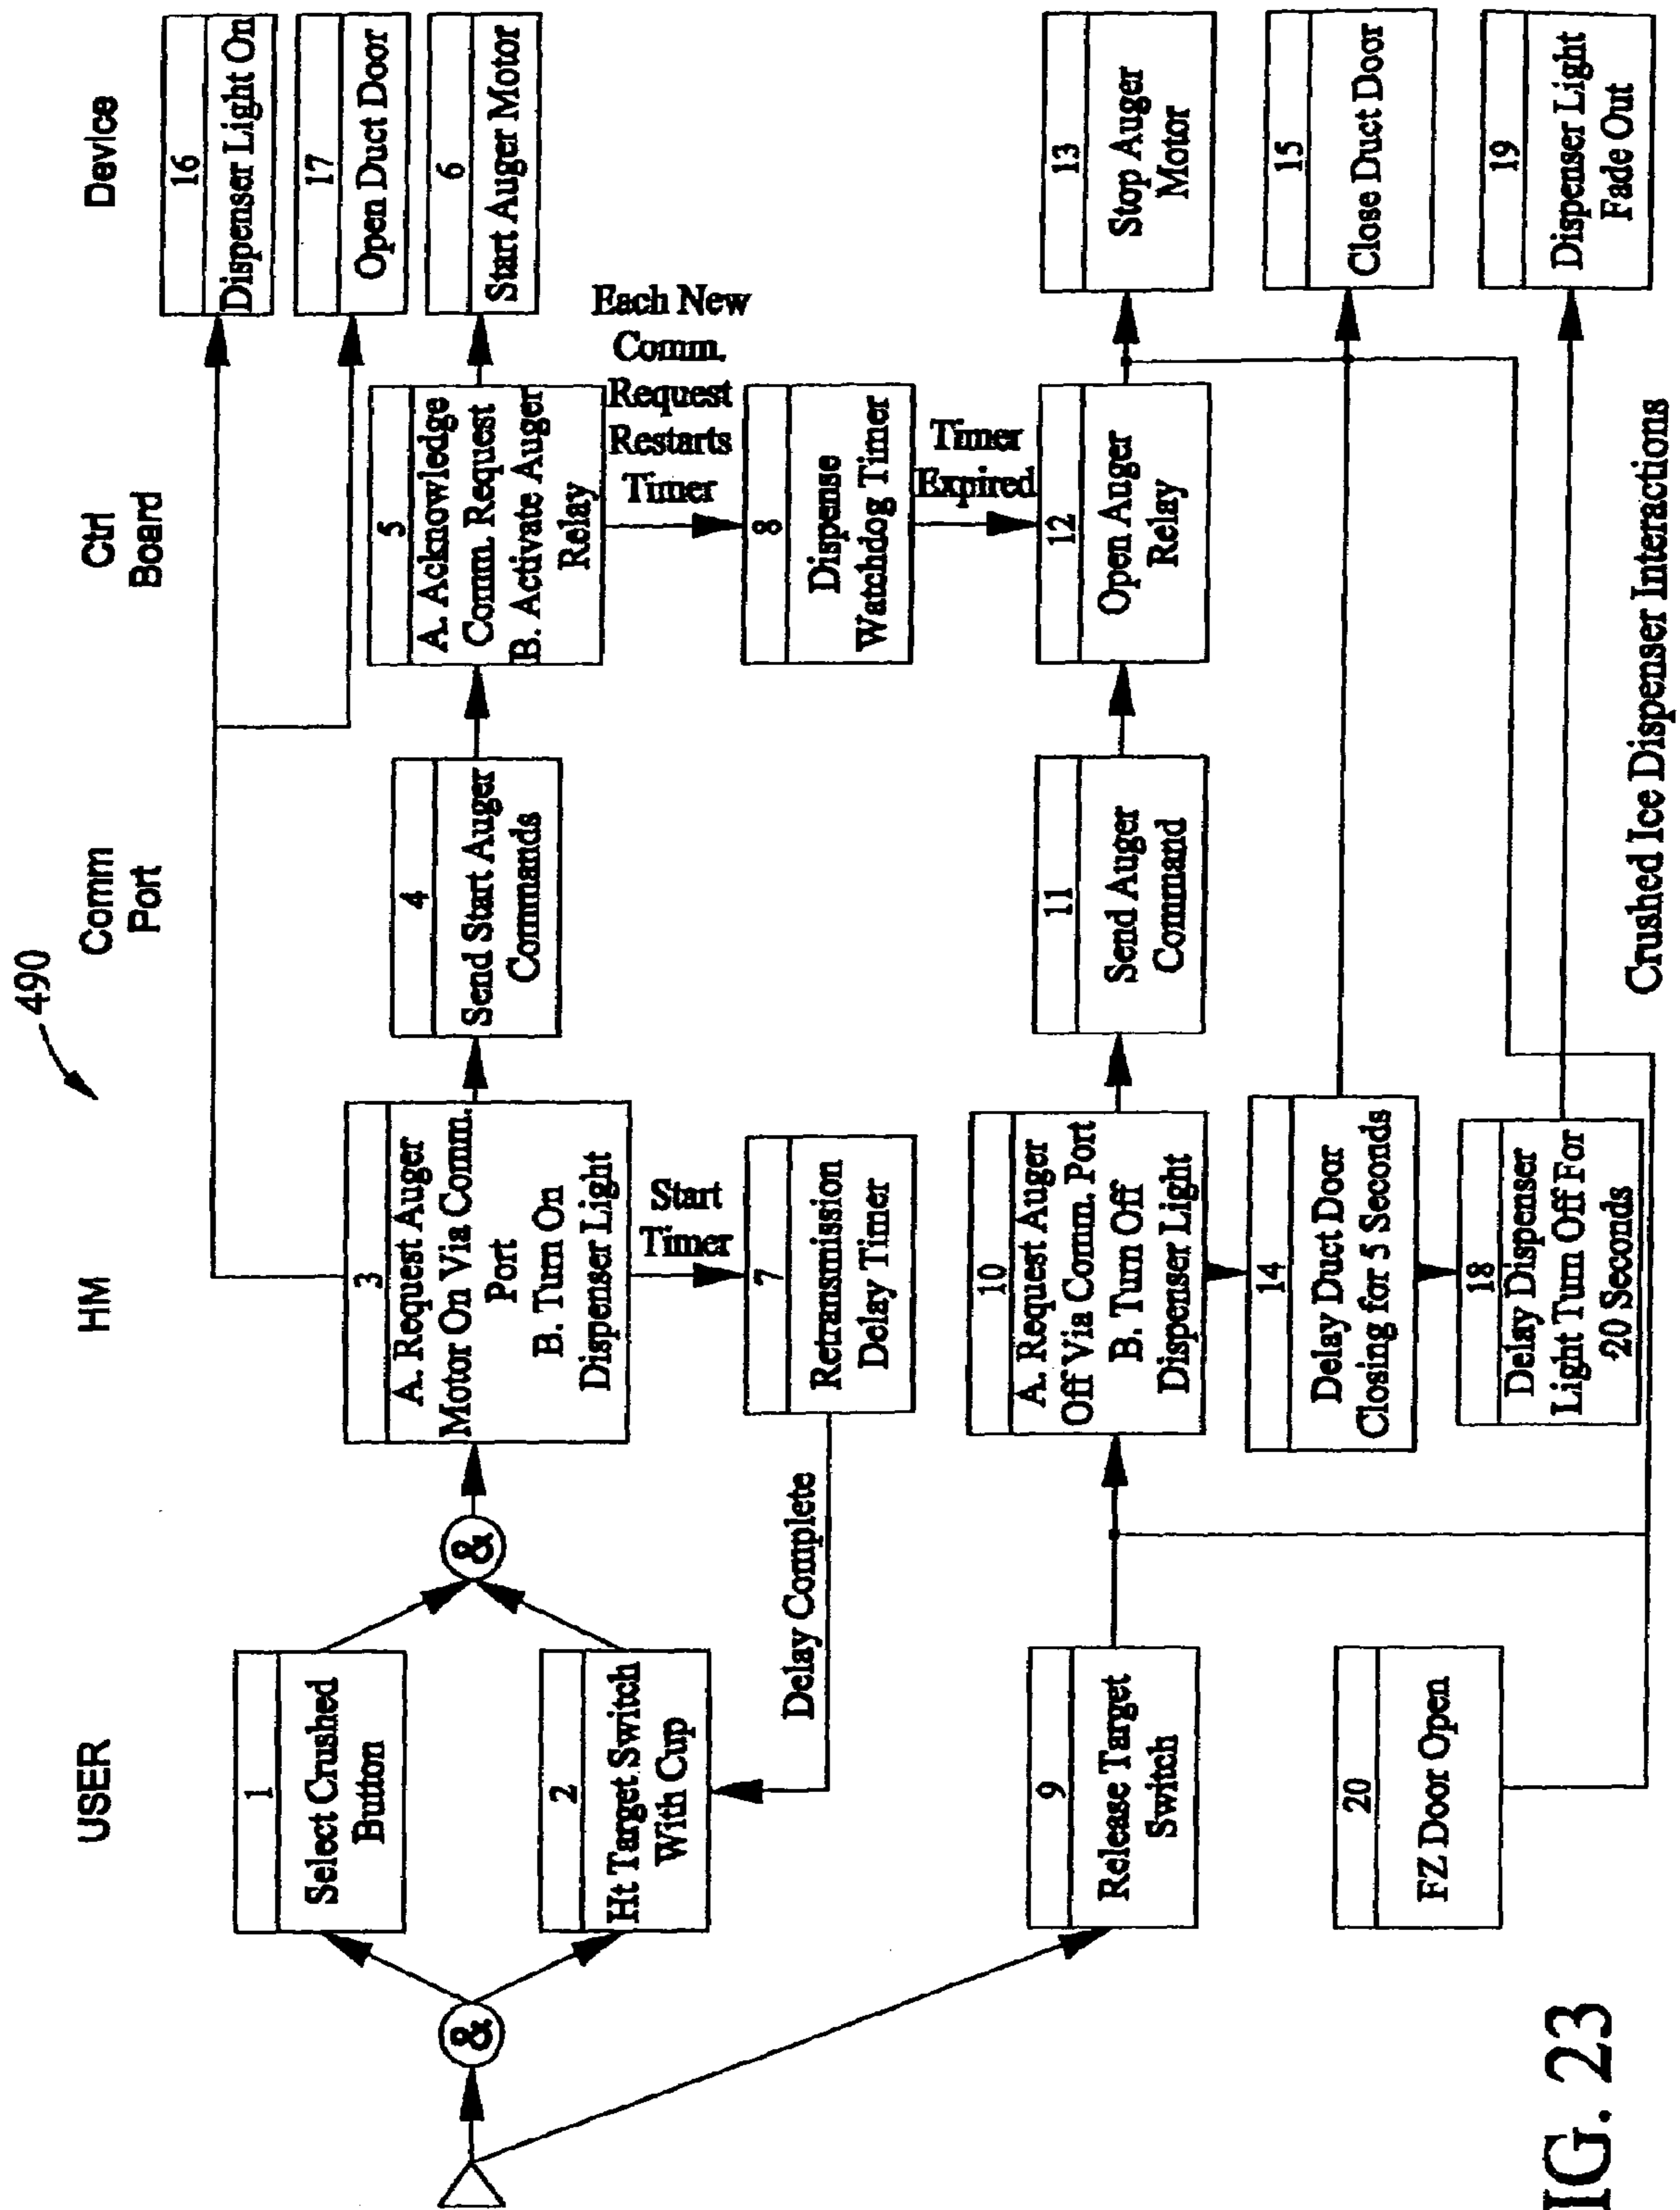 490
USER
HM
Comm
Port
Ctrl
Board
Device
1
Select Crushed
Button
2
Ht Target Switch
With Cup
&
&
3
A. Request Auger
Motor On Via Comm.
Port
B. Turn On
Dispenser Light
4
Send Start Auger
Commands
5
A. Acknowledge
Comm. Request
B. Activate Auger
Relay
16
Dispenser Light On
17
Open Duct Door
6
Start Auger Motor
Start
Timer
7
Retransmission
Delay Timer
Delay Complete
Each New
Comm.
Request
Restarts
Timer
8
Dispense
Watchdog Timer
Timer
Expired
9
Release Target
Switch
10
A. Request Auger
Off Via Comm. Port
B. Turn Off
Dispenser Light
11
Send Auger
Command
12
Open Auger
Relay
13
Stop Auger
Motor
14
Delay Duct Door
Closing for 5 Seconds
15
Close Duct Door
18
Delay Dispenser
Light Turn Off For
20 Seconds
19
Dispenser Light
Fade Out
20
FZ Door Open
Crushed Ice Dispenser Interactions
IG. 23